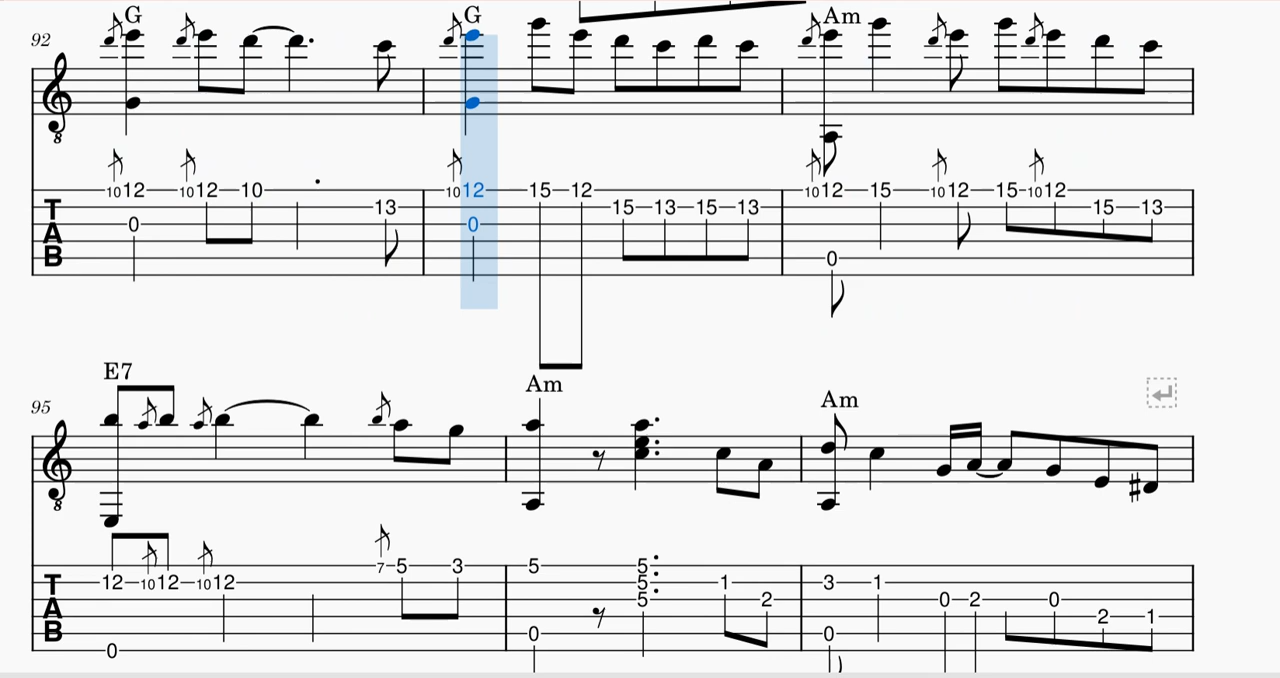 G G Am
92
8
10 12 10 12 10 10 12 15 12 10 12 15 10 12 15 10 12
T 13 15 13 15 13 15 13
A 0 0
B 0
E7 Am Am
95
8
7 5 3 5 5
T 12 10 12 10 12 5 1 3 1
A 5 2 0 2 0
2 1
B 0 0
0